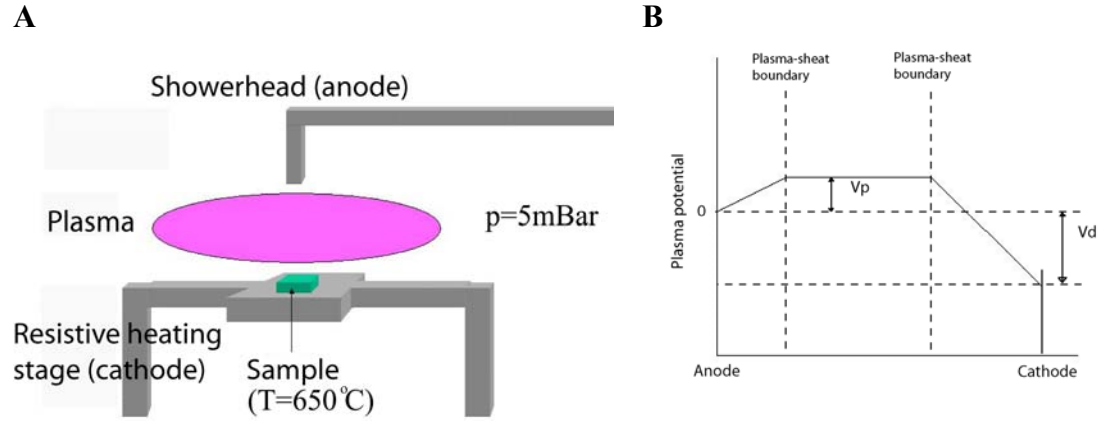 A
Showerhead (anode)
Plasma
p=5mBar
Resistive heating
stage (cathode)
Sample
(T=650°C)
B
Plasma-sheat
boundary
Plasma-sheat
boundary
Plasma potential
0
Vp
Vd
Anode
Cathode